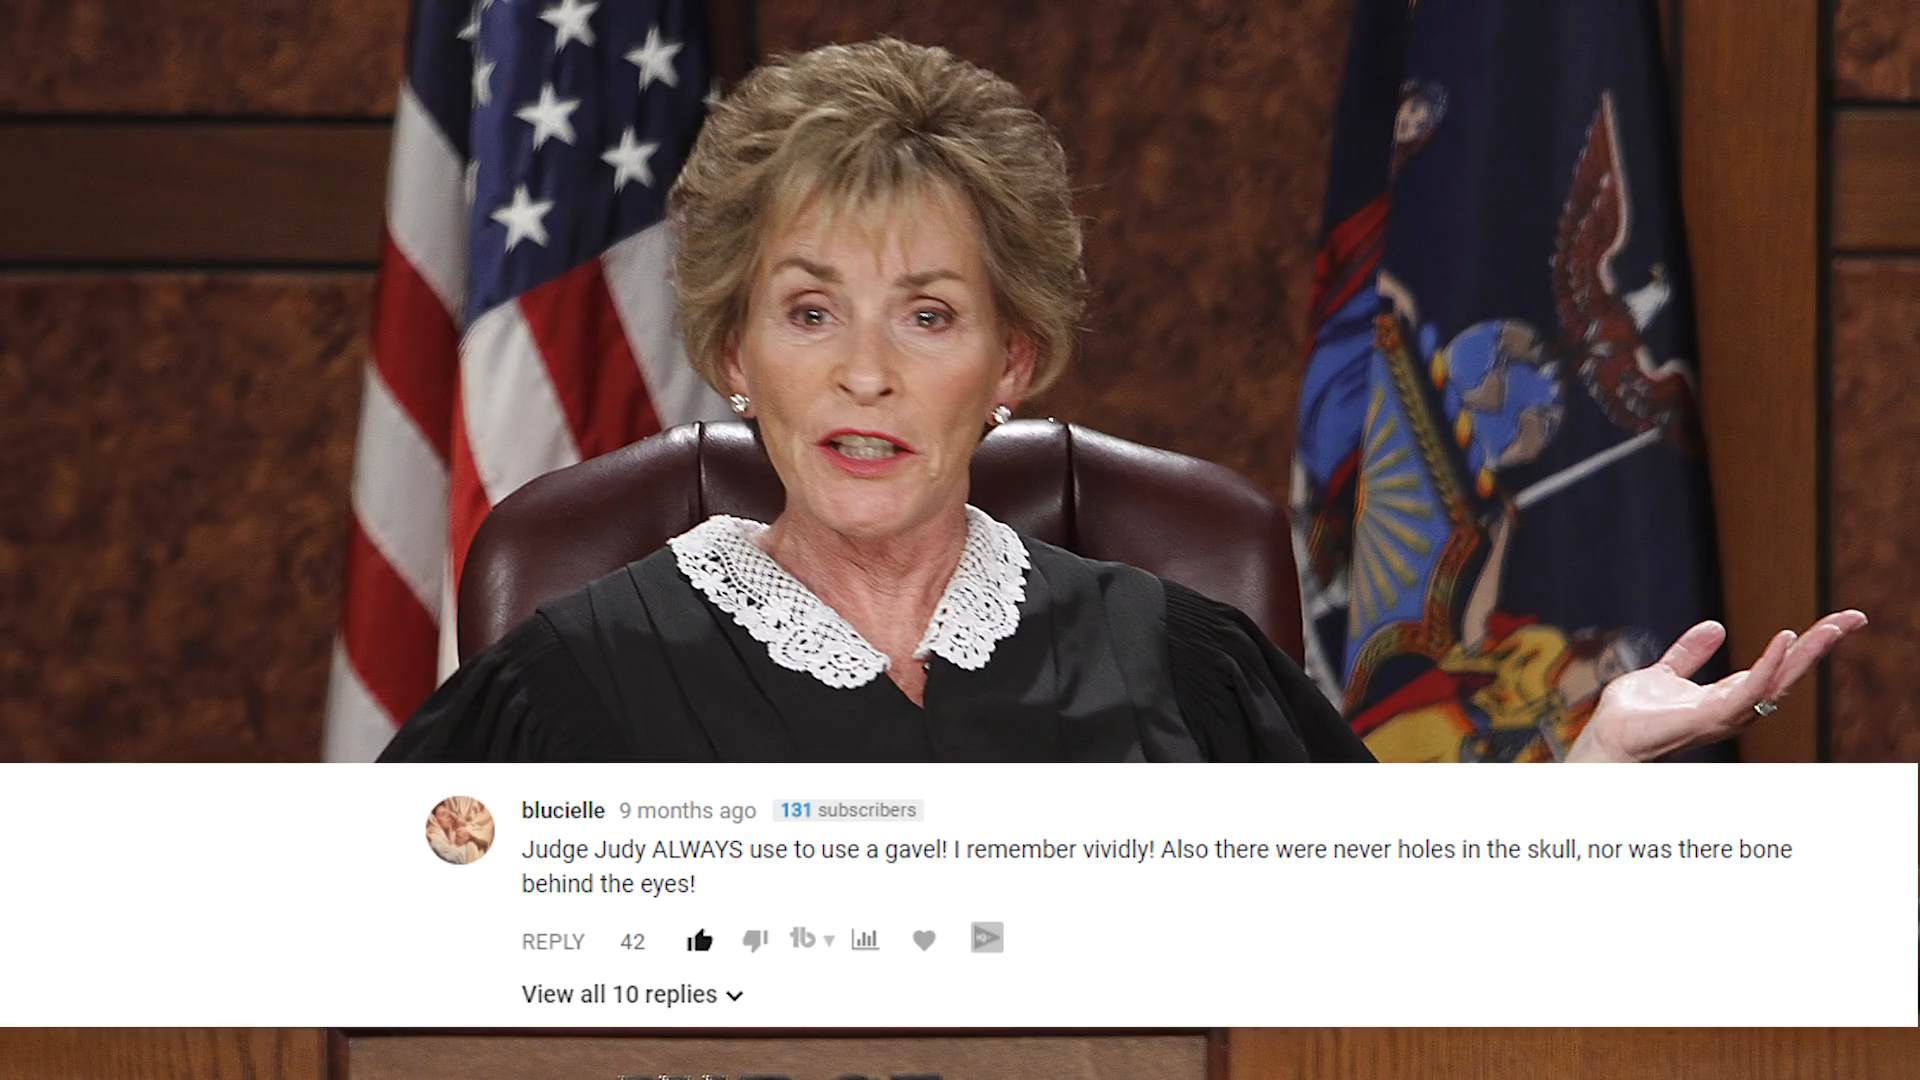 blucielle 9 months ago 131 subscribers
Judge Judy ALWAYS use to use a gavel! I remember vividly! Also there were never holes in the skull, nor was there bone
behind the eyes!
REPLY 42
View all 10 replies